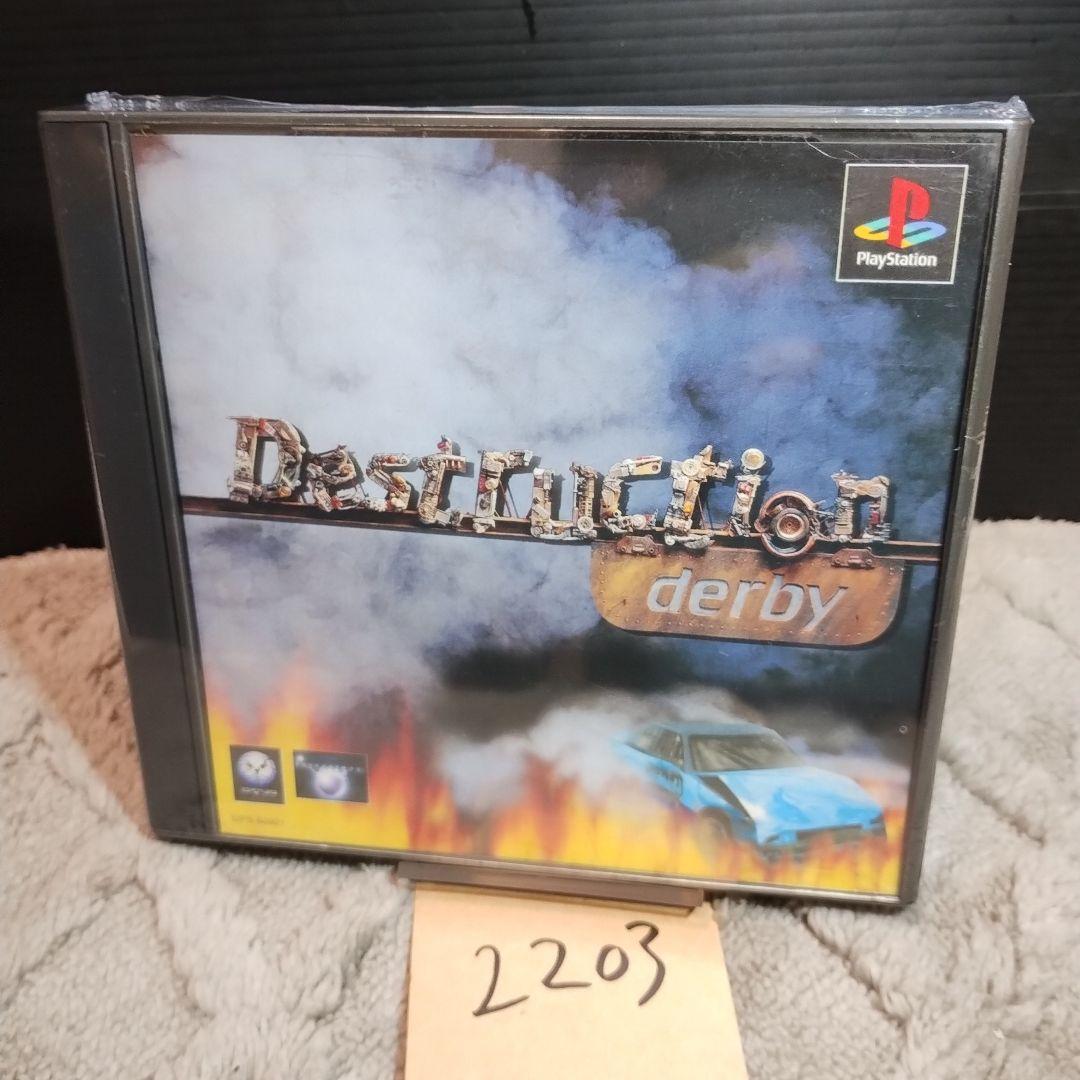 PlayStation
Destruction
derby
2203